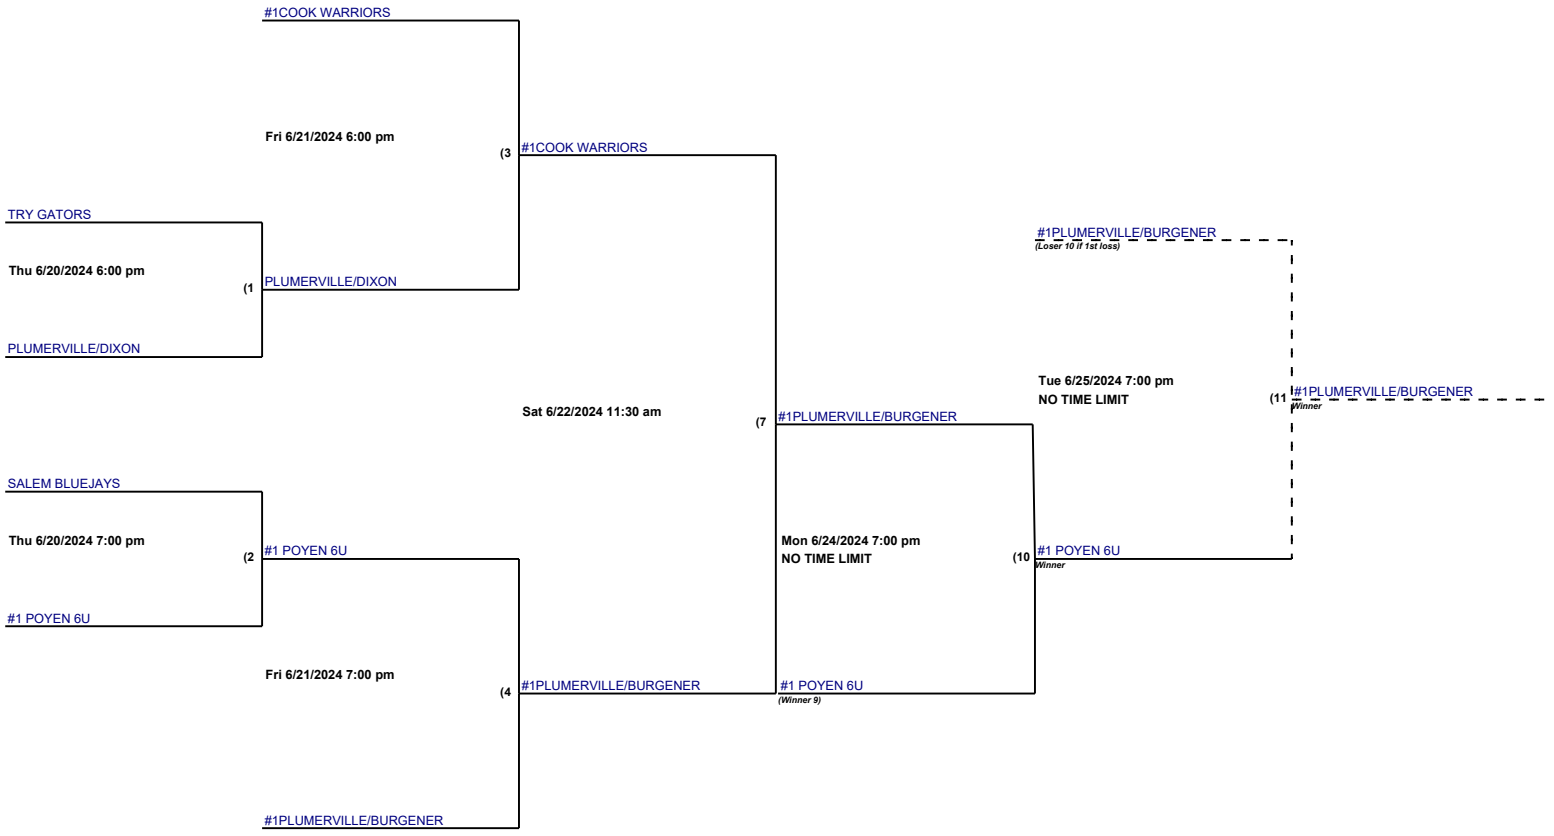 #1COOK WARRIORS
Fri 6/21/2024 6:00 pm
(3
#1COOK WARRIORS
TRY GATORS
#1PLUMERVILLE/BURGENER
(Loser 10 if 1st loss)
Thu 6/20/2024 6:00 pm
(1
PLUMERVILLE/DIXON
PLUMERVILLE/DIXON
Tue 6/25/2024 7:00 pm
NO TIME LIMIT
(11
#1PLUMERVILLE/BURGENER
Winner
Sat 6/22/2024 11:30 am
(7
#1PLUMERVILLE/BURGENER
SALEM BLUEJAYS
Thu 6/20/2024 7:00 pm
(2
#1 POYEN 6U
Mon 6/24/2024 7:00 pm
NO TIME LIMIT
(10
#1 POYEN 6U
Winner
#1 POYEN 6U
Fri 6/21/2024 7:00 pm
(4
#1PLUMERVILLE/BURGENER
#1 POYEN 6U
(Winner 9)
#1PLUMERVILLE/BURGENER